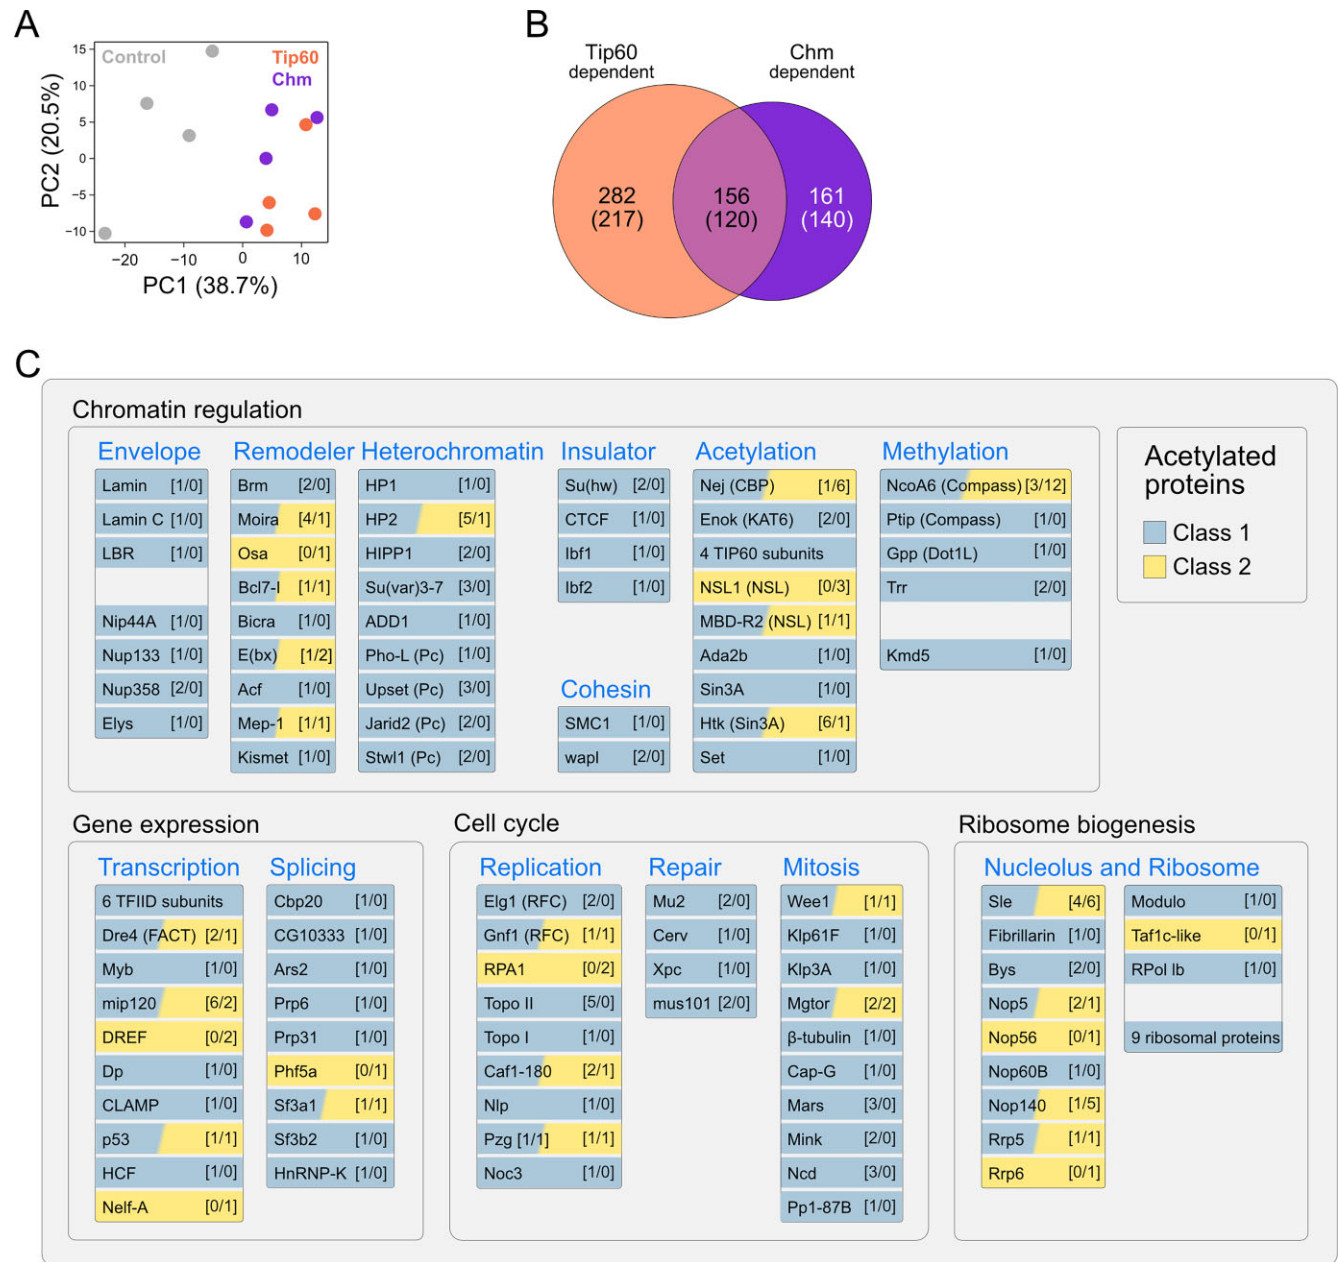 A
Control
Tip60
Chm
15
10
5
0
−5
−10
PC2 (20.5%)
−20
−10
0
10
PC1 (38.7%)
B
Tip60
dependent
Chm
dependent
282
(217)
156
(120)
161
(140)
C
Chromatin regulation
Envelope
Lamin [1/0]
Lamin C [1/0]
LBR [1/0]
Nip44A [1/0]
Nup133 [1/0]
Nup358 [2/0]
Elys [1/0]
Remodeler
Brm [2/0]
Moira [4/1]
Osa [0/1]
Bcl7-l [1/1]
Bicra [1/0]
E(bx) [1/2]
Acf [1/0]
Mep-1 [1/1]
Kismet [1/0]
Heterochromatin
HP1 [1/0]
HP2 [5/1]
HIPP1 [2/0]
Su(var)3-7 [3/0]
ADD1 [1/0]
Pho-L (Pc) [1/0]
Upset (Pc) [3/0]
Jarid2 (Pc) [2/0]
Stwl1 (Pc) [2/0]
Insulator
Su(hw) [2/0]
CTCF [1/0]
Ibf1 [1/0]
Ibf2 [1/0]
Cohesin
SMC1 [1/0]
wapl [2/0]
Acetylation
Nej (CBP) [1/6]
Enok (KAT6) [2/0]
4 TIP60 subunits
NSL1 (NSL) [0/3]
MBD-R2 (NSL) [1/1]
Ada2b [1/0]
Sin3A [1/0]
Htk (Sin3A) [6/1]
Set [1/0]
Methylation
NcoA6 (Compass) [3/12]
Ptip (Compass) [1/0]
Gpp (Dot1L) [1/0]
Trr [2/0]
Kmd5 [1/0]
Acetylated
proteins
Class 1
Class 2
Gene expression
Transcription
6 TFIID subunits
Dre4 (FACT) [2/1]
Myb [1/0]
mip120 [6/2]
DREF [0/2]
Dp [1/0]
CLAMP [1/0]
p53 [1/1]
HCF [1/0]
Nelf-A [0/1]
Splicing
Cbp20 [1/0]
CG10333 [1/0]
Ars2 [1/0]
Prp6 [1/0]
Prp31 [1/0]
Phf5a [0/1]
Sf3a1 [1/1]
Sf3b2 [1/0]
HnRNP-K [1/0]
Cell cycle
Replication
Elg1 (RFC) [2/0]
Gnf1 (RFC) [1/1]
RPA1 [0/2]
Topo II [5/0]
Topo I [1/0]
Caf1-180 [2/1]
Nlp [1/0]
Pzg [1/1] [1/1]
Noc3 [1/0]
Repair
Mu2 [2/0]
Cerv [1/0]
Xpc [1/0]
mus101 [2/0]
Mitosis
Wee1 [1/1]
Klp61F [1/0]
Klp3A [1/0]
Mgtor [2/2]
β-tubulin [1/0]
Cap-G [1/0]
Mars [3/0]
Mink [2/0]
Ncd [3/0]
Pp1-87B [1/0]
Ribosome biogenesis
Nucleolus and Ribosome
Sle [4/6]
Fibrillarin [1/0]
Bys [2/0]
Nop5 [2/1]
Nop56 [0/1]
Nop60B [1/0]
Nop140 [1/5]
Rrp5 [1/1]
Rrp6 [0/1]
Modulo [1/0]
Taf1c-like [0/1]
RPol Ib [1/0]
9 ribosomal proteins